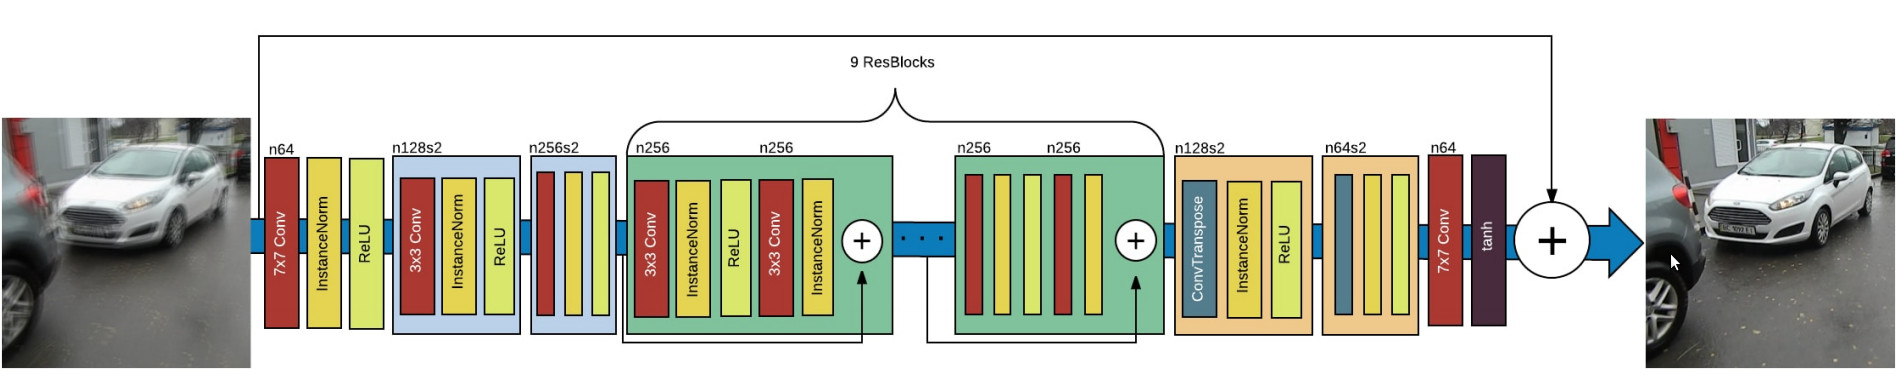 9 ResBlocks
n64
7x7 Conv
InstanceNorm
ReLU
n128s2
3x3 Conv
InstanceNorm
ReLU
n256s2
n256
n256
3x3 Conv
InstanceNorm
ReLU
3x3 Conv
InstanceNorm
+
. . .
n256
n256
+
n128s2
ConvTranspose
InstanceNorm
ReLU
n64s2
n64
7x7 Conv
tanh
+